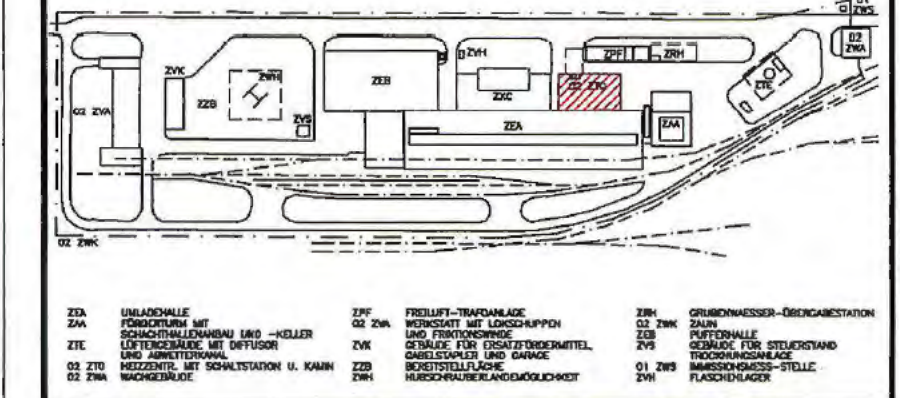 01
ZWS
02
ZWA
ZVK
ZWH
ZEB
ZVH
ZPF
ZRH
ZZB
ZXC
02 ZTO
ZTE
02 ZVA
ZVS
ZEA
ZAA
02 ZWK
ZEA UMLADEHALLE
ZAA FÖRDERTURM MIT
SCHACHTHALLENANBAU UND -KELLER
ZTE LÜFTERGEBÄUDE MIT DIFFUSOR
UND ABWETTERKANAL
02 ZTO HEIZZENTR. MIT SCHALTSTATION U. KAMIN
02 ZWA WACHGEBÄUDE
ZPF FREILUFT-TRAFOANLAGE
02 ZVA WERKSTATT MIT LOKSCHUPPEN
UND FRIKTIONSWINDE
ZVK GEBÄUDE FÜR ERSATZFÖRDERMITTEL,
GABELSTAPLER UND GARAGE
ZZB BEREITSTELLFLÄCHE
ZWH HUBSCHRAUBERLANDEMÖGLICHKEIT
ZRH GRUBENWAESSER-ÜBERGABESTATION
02 ZWK ZAUN
ZEB PUFFERHALLE
ZVS GEBÄUDE FÜR STEUERSTAND
TROCKNUNGSANLAGE
01 ZWS IMMISSIONSMESS-STELLE
ZVH FLASCHENLAGER